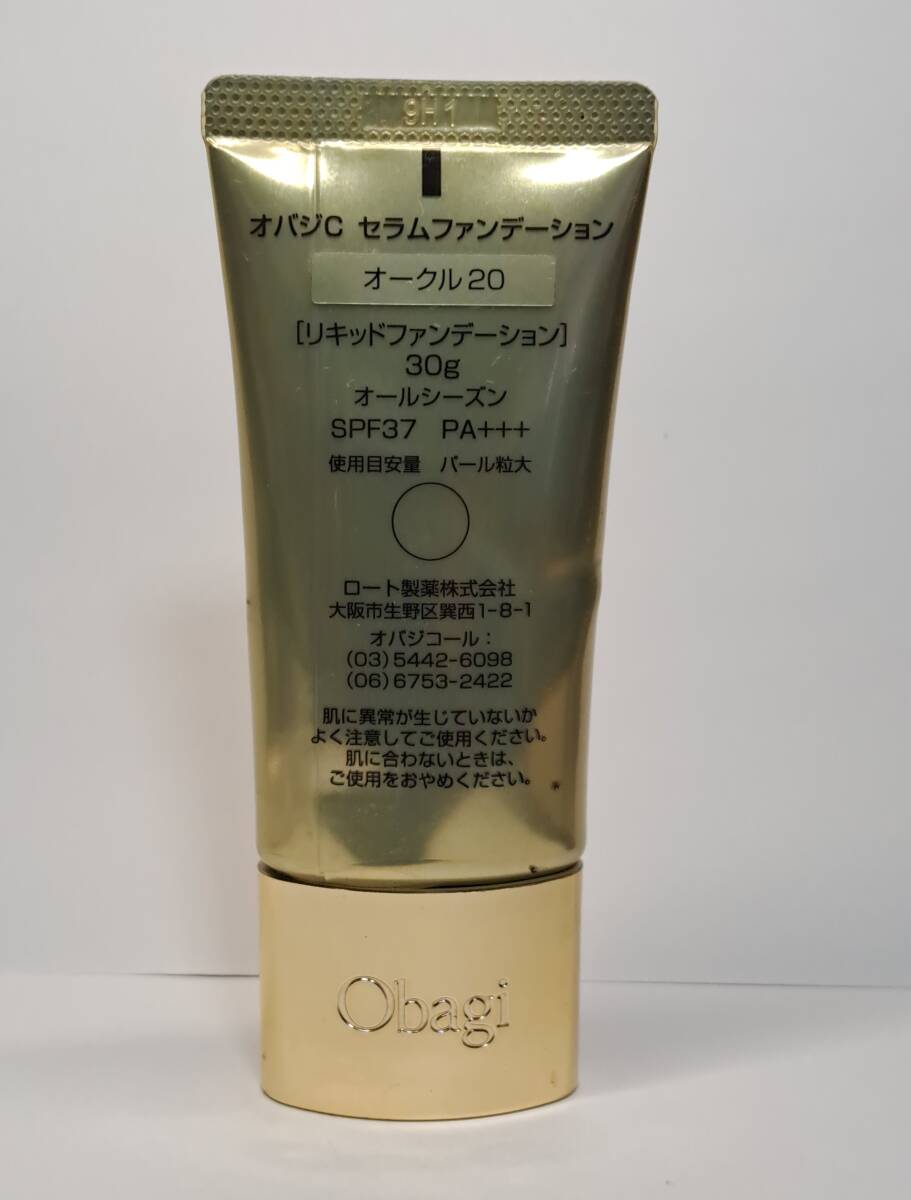 9H1
オバジC セラムファンデーション
オークル20
[リキッドファンデーション]
30g
オールシーズン
SPF37 PA+++
使用目安量 パール粒大
ロート製薬株式会社
大阪市生野区巽西1-8-1
オバジコール：
(03)5442-6098
(06)6753-2422
肌に異常が生じていないか
よく注意してご使用ください。
肌に合わないときは、
ご使用をおやめください。
Obagi